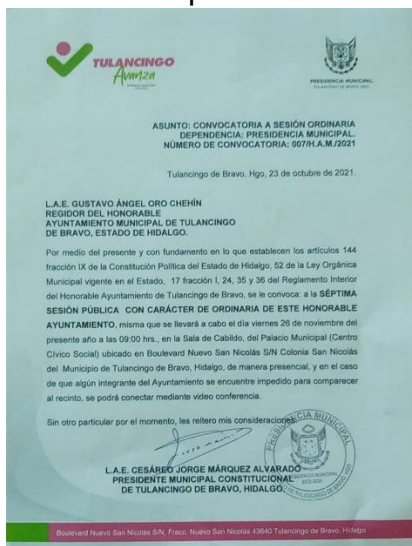 TULANCINGO
Avanza
PRESIDENCIA MUNICIPAL
TULANCINGO DE BRAVO, HGO
ASUNTO: CONVOCATORIA A SESIÓN ORDINARIA
DEPENDENCIA: PRESIDENCIA MUNICIPAL.
NÚMERO DE CONVOCATORIA: 007/H.A.M./2021
Tulancingo de Bravo, Hgo, 23 de octubre de 2021.
L.A.E. GUSTAVO ÁNGEL ORO CHEHÍN
REGIDOR DEL HONORABLE
AYUNTAMIENTO MUNICIPAL DE TULANCINGO
DE BRAVO, ESTADO DE HIDALGO.
Por medio del presente y con fundamento en lo que establecen los artículos 144
fracción IX de la Constitución Política del Estado de Hidalgo, 52 de la Ley Orgánica
Municipal vigente en el Estado, 17 fracción I, 24, 35 y 36 del Reglamento Interior
del Honorable Ayuntamiento de Tulancingo de Bravo, se le convoca: a la SÉPTIMA
SESIÓN PÚBLICA CON CARÁCTER DE ORDINARIA DE ESTE HONORABLE
AYUNTAMIENTO, misma que se llevará a cabo el día viernes 26 de noviembre del
presente año a las 09:00 hrs., en la Sala de Cabildo, del Palacio Municipal (Centro
Cívico Social) ubicado en Boulevard Nuevo San Nicolás S/N Colonia San Nicolás
del Municipio de Tulancingo de Bravo, Hidalgo, de manera presencial, y en el caso
de que algún integrante del Ayuntamiento se encuentre impedido para comparecer
al recinto, se podrá conectar mediante video conferencia.
Sin otro particular por el momento, les reitero mis consideraciones.
PRESIDENCIA MUNICIPAL
L.A.E. CESÁREO JORGE MÁRQUEZ ALVARADO
PRESIDENTE MUNICIPAL CONSTITUCIONAL
DE TULANCINGO DE BRAVO, HIDALGO.
Boulevard Nuevo San Nicolás S/N, Fracc. Nuevo San Nicolás 43640 Tulancingo de Bravo, Hidalgo